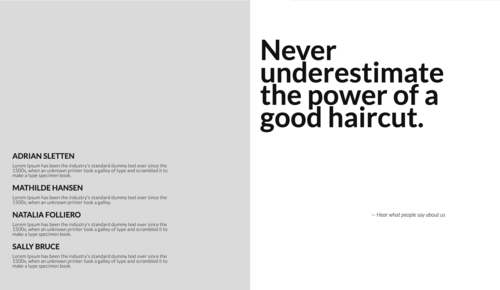 Never
underestimate
the power of a
good haircut.
ADRIAN SLETTEN
Lorem Ipsum has been the industry's standard dummy text ever since the
1500s, when an unknown printer took a galley of type and scrambled it to
make a type specimen book.
MATHILDE HANSEN
Lorem Ipsum has been the industry's standard dummy text ever since the
1500s, when an unknown printer took a galley.
NATALIA FOLLIERO
Lorem Ipsum has been the industry's standard dummy text ever since the
1500s, when an unknown printer took a galley of type and scrambled it to
make a type specimen book.
SALLY BRUCE
Lorem Ipsum has been the industry's standard dummy text ever since the
1500s, when an unknown printer took a galley of type and scrambled it to
make a type specimen book.
— Hear what people say about us